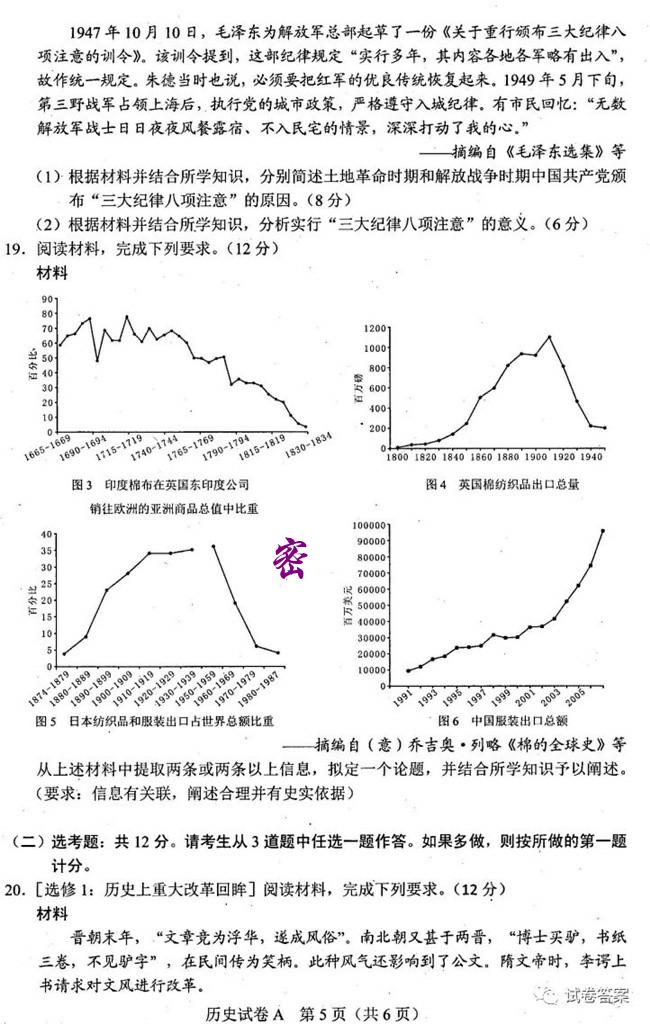 1947年10月10日，毛泽东为解放军总部起草了一份《关于重行颁布三大纪律八
项注意的训令》。该训令提到，这部纪律规定“实行多年，其内容各地各军略有出入”，
故作统一规定。朱德当时也说，必须要把红军的优良传统恢复起来。1949年5月下旬，
第三野战军占领上海后，执行党的城市政策，严格遵守入城纪律。有市民回忆：“无数
解放军战士日日夜夜风餐露宿、不入民宅的情景，深深打动了我的心。”
——摘编自《毛泽东选集》等
（1）根据材料并结合所学知识，分别简述土地革命时期和解放战争时期中国共产党颁
布“三大纪律八项注意”的原因。（8分）
（2）根据材料并结合所学知识，分析实行“三大纪律八项注意”的意义。（6分）
19．阅读材料，完成下列要求。（12分）
材料
百分比
90
80
70
60
50
40
30
20
10
0
1665-1669
1690-1694
1715-1719
1740-1744
1765-1769
1790-1794
1815-1819
1830-1834
图3 印度棉布在英国东印度公司
销往欧洲的亚洲商品总值中比重
百万磅
1200
1000
800
600
400
200
0
1800 1820 1840 1860 1880 1900 1920 1940
图4 英国棉纺织品出口总量
百分比
40
35
30
25
20
15
10
5
0
1874-1879
1880-1889
1890-1899
1900-1909
1910-1919
1920-1929
1930-1939
1950-1959
1960-1969
1970-1979
1980-1987
图5 日本纺织品和服装出口占世界总额比重
密
百万美元
100000
90000
80000
70000
60000
50000
40000
30000
20000
10000
0
1991
1993
1995
1997
1999
2001
2003
2005
图6 中国服装出口总额
——摘编自（意）乔吉奥·列略《棉的全球史》等
从上述材料中提取两条或两条以上信息，拟定一个论题，并结合所学知识予以阐述。
（要求：信息有关联，阐述合理并有史实依据）
（二）选考题：共12分。请考生从3道题中任选一题作答。如果多做，则按所做的第一题
计分。
20．［选修1：历史上重大改革回眸］阅读材料，完成下列要求。（12分）
材料
晋朝末年，“文章竞为浮华，遂成风俗”。南北朝又甚于两晋，“博士买驴，书纸
三卷，不见驴字”，在民间传为笑柄。此种风气还影响到了公文。隋文帝时，李谔上
书请求对文风进行改革。
历史试卷A 第5页（共6页）
试卷答案